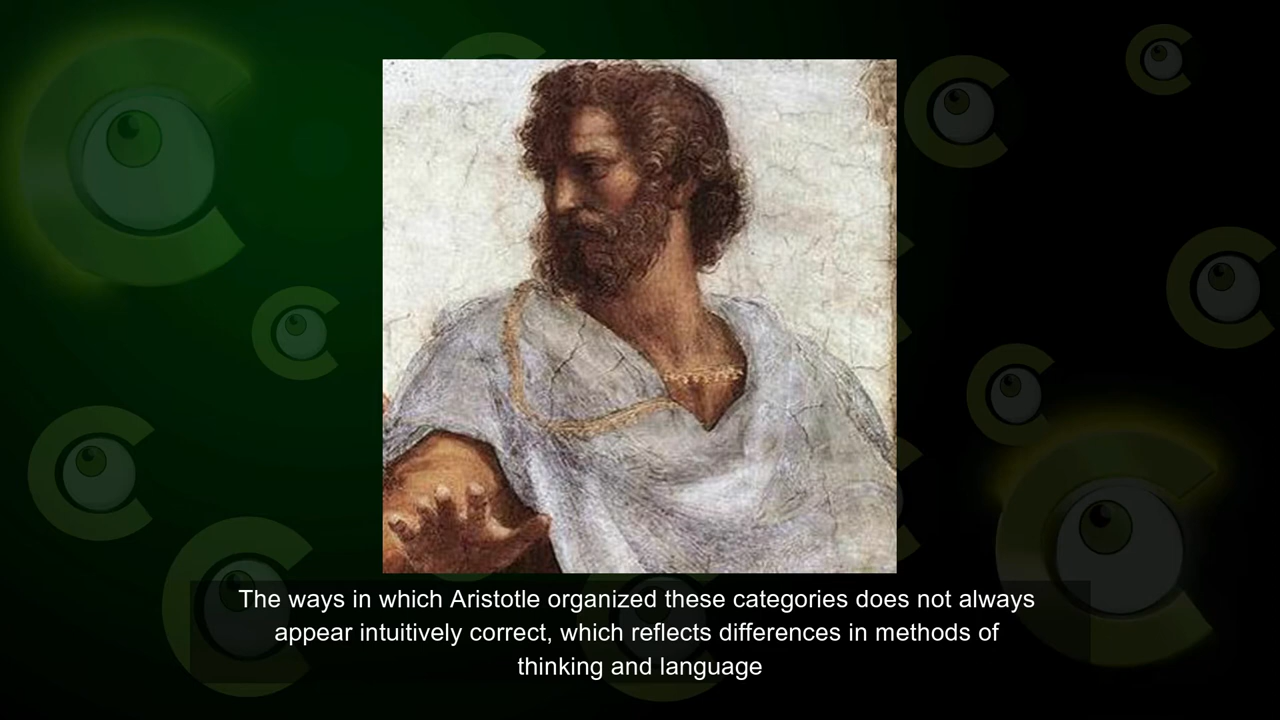 The ways in which Aristotle organized these categories does not always
appear intuitively correct, which reflects differences in methods of
thinking and language